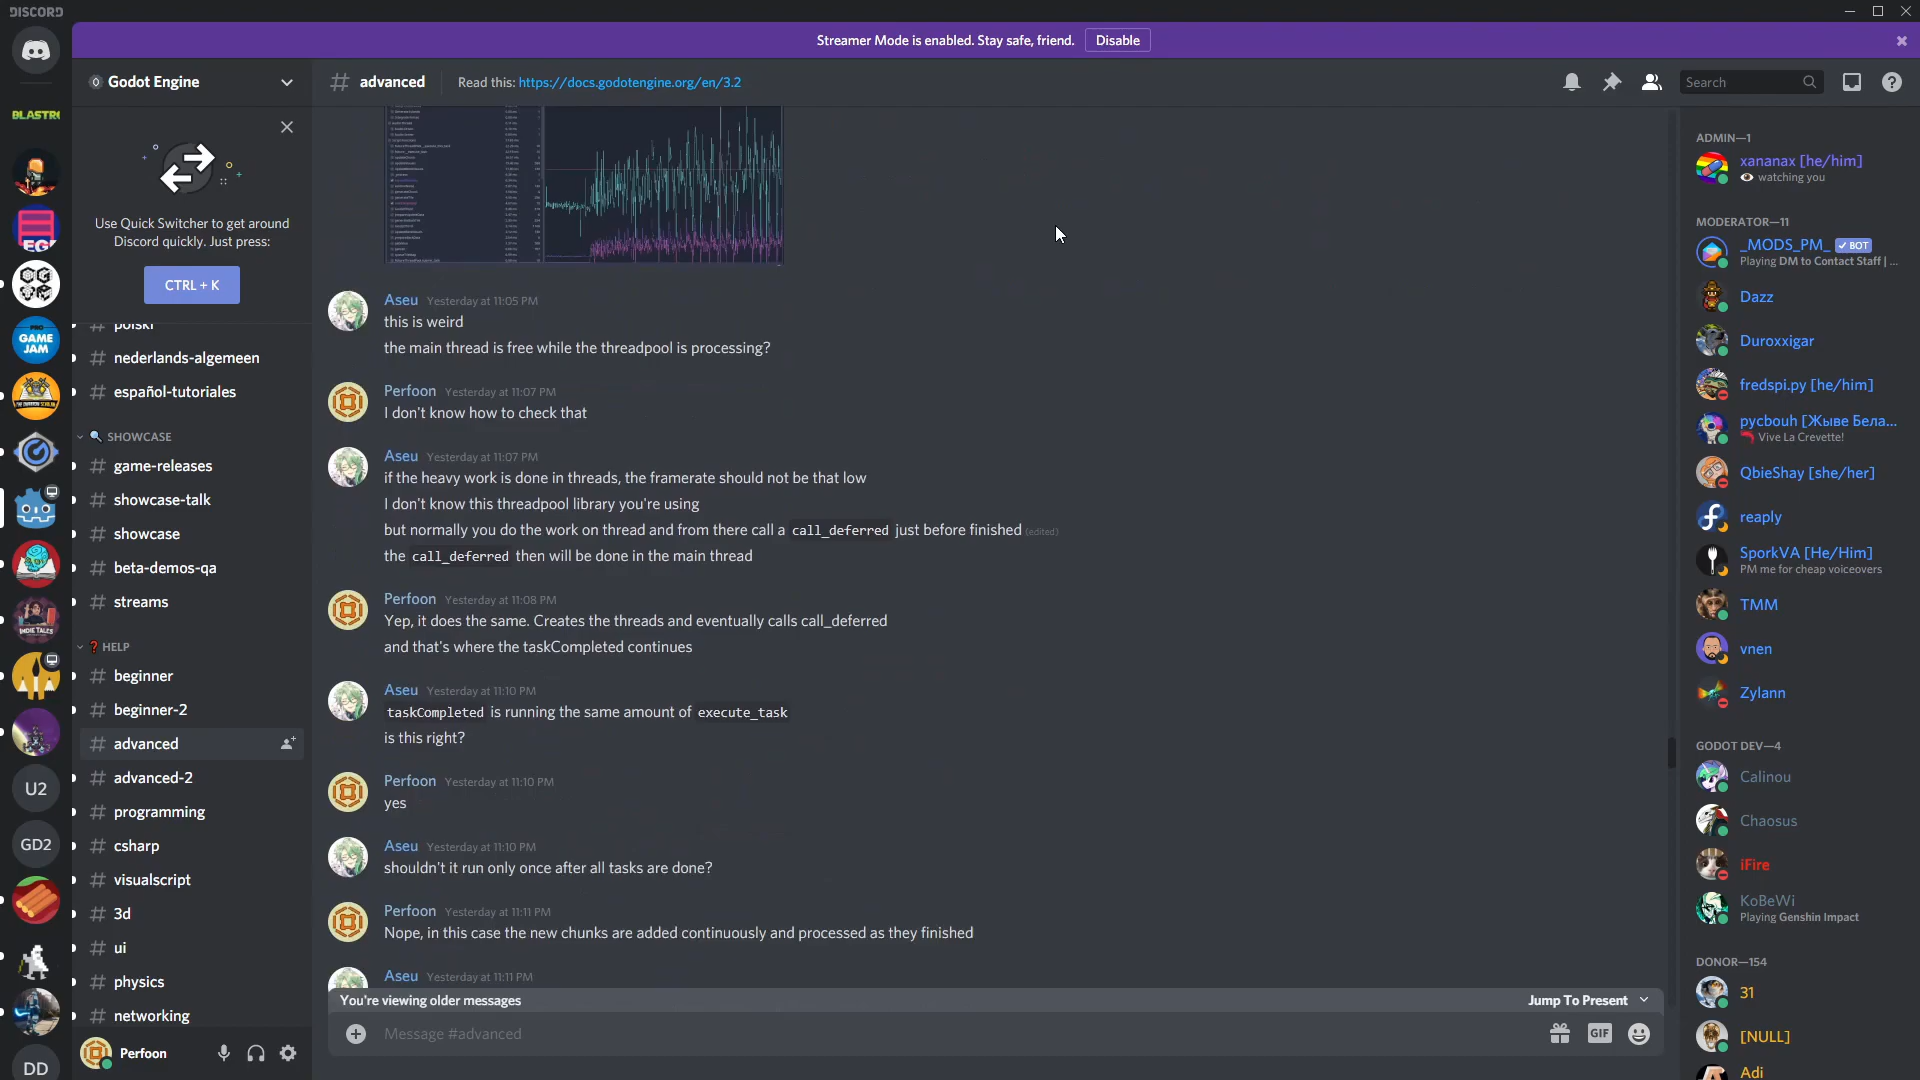 DISCORD
Streamer Mode is enabled. Stay safe, friend. Disable
BLASTR
EG
PRO
GAME
JAM
INDIE TALES
U2
GD2
DD
Godot Engine
Use Quick Switcher to get around
Discord quickly. Just press:
CTRL + K
# polski
# nederlands-algemeen
# español-tutoriales
SHOWCASE
# game-releases
# showcase-talk
# showcase
# beta-demos-qa
# streams
HELP
# beginner
# beginner-2
# advanced
# advanced-2
# programming
# csharp
# visualscript
# 3d
# ui
# physics
# networking
Perfoon
# advanced
Read this: https://docs.godotengine.org/en/3.2
Search
Aseu Yesterday at 11:05 PM
this is weird
the main thread is free while the threadpool is processing?
Perfoon Yesterday at 11:07 PM
I don't know how to check that
Aseu Yesterday at 11:07 PM
if the heavy work is done in threads, the framerate should not be that low
I don't know this threadpool library you're using
but normally you do the work on thread and from there call a call_deferred just before finished (edited)
the call_deferred then will be done in the main thread
Perfoon Yesterday at 11:08 PM
Yep, it does the same. Creates the threads and eventually calls call_deferred
and that's where the taskCompleted continues
Aseu Yesterday at 11:10 PM
taskCompleted is running the same amount of execute_task
is this right?
Perfoon Yesterday at 11:10 PM
yes
Aseu Yesterday at 11:10 PM
shouldn't it run only once after all tasks are done?
Perfoon Yesterday at 11:11 PM
Nope, in this case the new chunks are added continuously and processed as they finished
Aseu Yesterday at 11:11 PM
You're viewing older messages
Jump To Present
Message #advanced
GIF
ADMIN—1
xananax [he/him]
watching you
MODERATOR—11
_MODS_PM_ BOT
Playing DM to Contact Staff | ...
Dazz
Duroxxigar
fredspi.py [he/him]
pycbouh [Жыве Бела...
Vive La Crevette!
QbieShay [she/her]
reaply
SporkVA [He/Him]
PM me for cheap voiceovers
TMM
vnen
Zylann
GODOT DEV—4
Calinou
Chaosus
iFire
KoBeWi
Playing Genshin Impact
DONOR—154
31
[NULL]
Adi